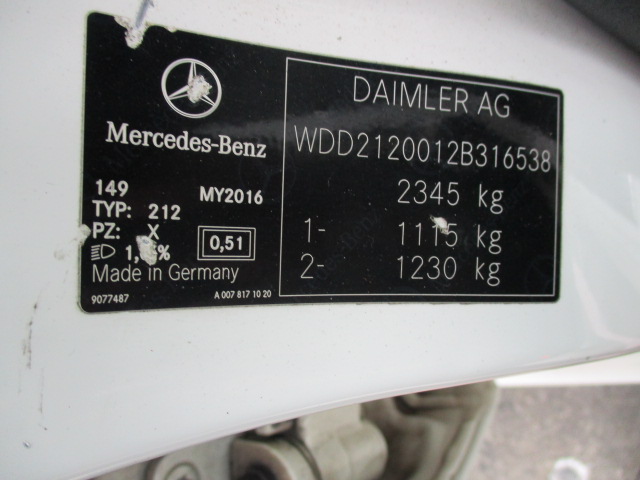 Mercedes-Benz
149 MY2016
TYP: 212
PZ: X
0,51
Made in Germany
9077487 A 007 817 10 20
DAIMLER AG
WDD2120012B316538
2345 kg
1- 1115 kg
2- 1230 kg